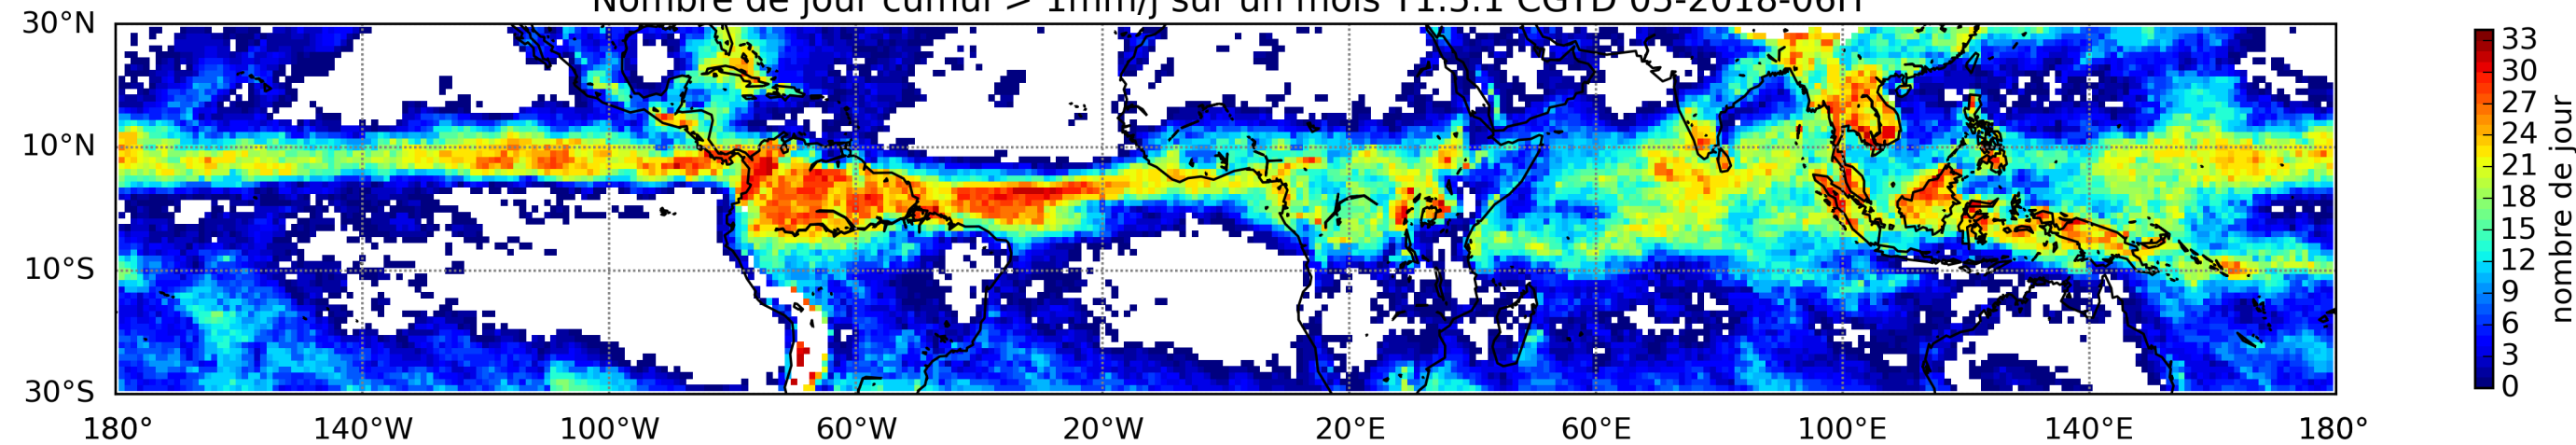 Nombre de jour cumul > 1mm/j sur un mois T1.5.1 CGTD 05-2018-06H
30°N
10°N
10°S
30°S
180° 140°W 100°W 60°W 20°W 20°E 60°E 100°E 140°E 180°
33
30
27
24
21
18
15
12
9
6
3
0
nombre de jour